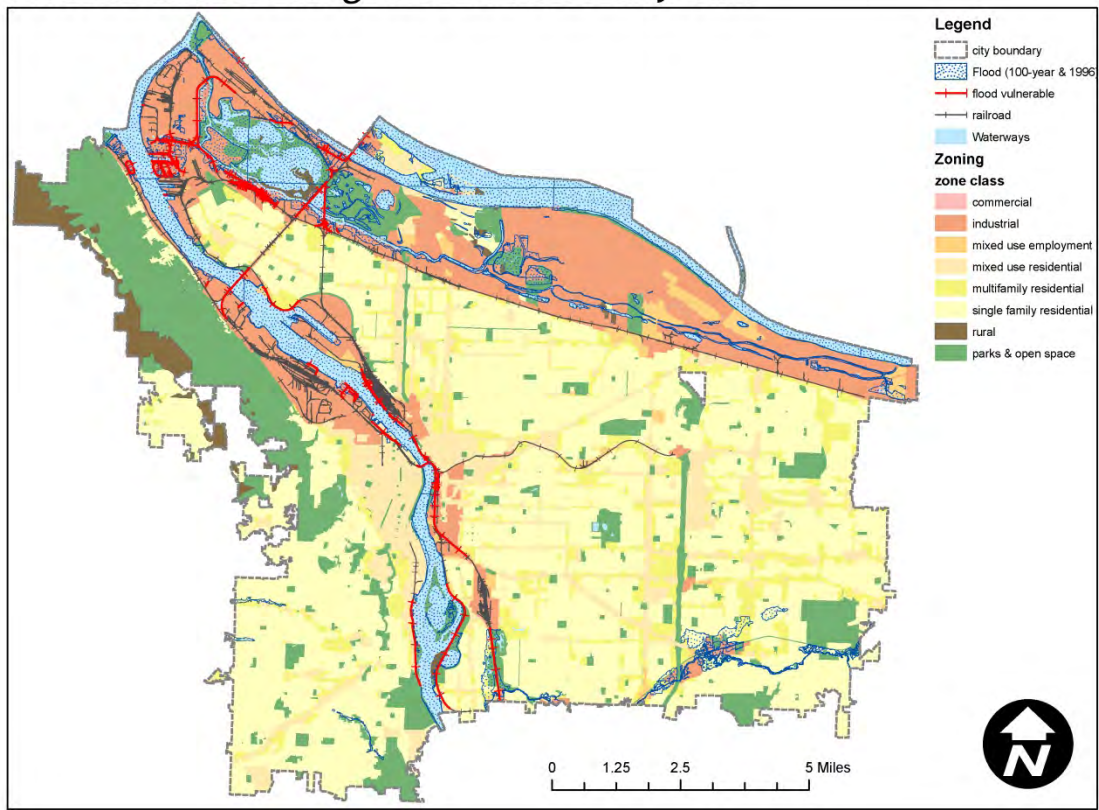 Legend
city boundary
Flood (100-year & 1996)
flood vulnerable
railroad
Waterways
Zoning
zone class
commercial
industrial
mixed use employment
mixed use residential
multifamily residential
single family residential
rural
parks & open space
0 1.25 2.5 5 Miles
N